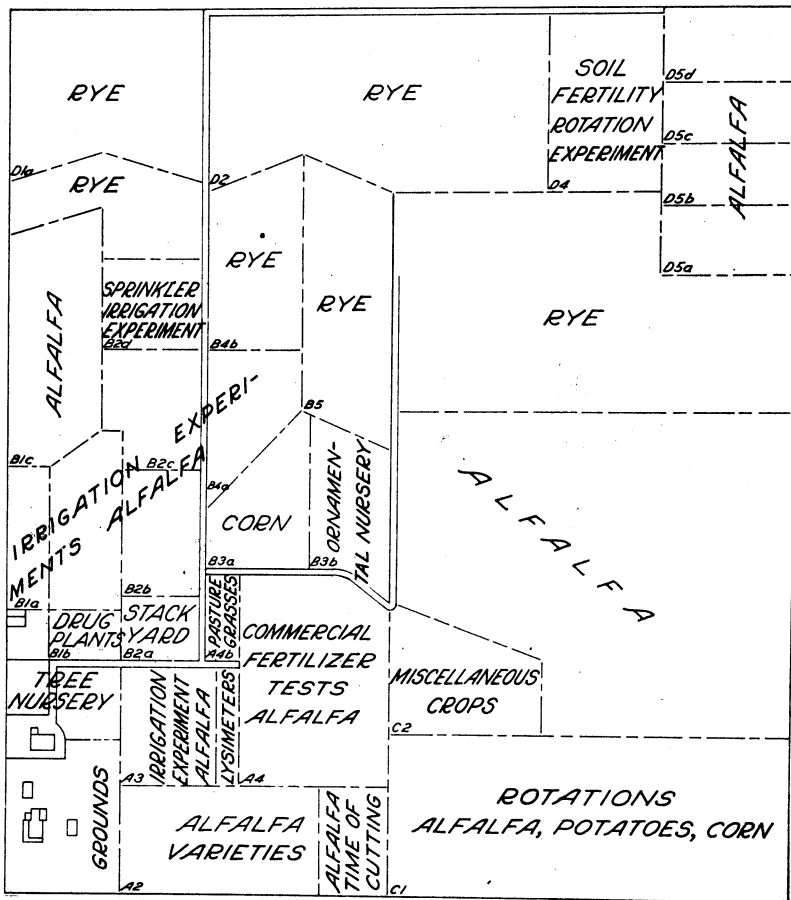 RYE
RYE
SOIL
FERTILITY
ROTATION
EXPERIMENT
D5d
D5c
ALFALFA
D1a
D2
D4
D5b
RYE
RYE
RYE
D5a
SPRINKLER
IRRIGATION
EXPERIMENT
RYE
ALFALFA
B2d
B4b
B5
IRRIGATION EXPERI-
MENTS ALFALFA
B1c
B2c
B4a
CORN
ORNAMEN-
TAL NURSERY
ALFALFA
B3a
B3b
B1a
B2b
DRUG
PLANTS
STACK
YARD
PASTURE
GRASSES
COMMERCIAL
FERTILIZER
TESTS
ALFALFA
B1b
B2a
A4b
TREE
NURSERY
IRRIGATION
EXPERIMENT
ALFALFA
LYSIMETERS
MISCELLANEOUS
CROPS
C2
A3
A4
GROUNDS
ALFALFA
VARIETIES
ALFALFA
TIME OF
CUTTING
ROTATIONS
ALFALFA, POTATOES, CORN
A2
C1